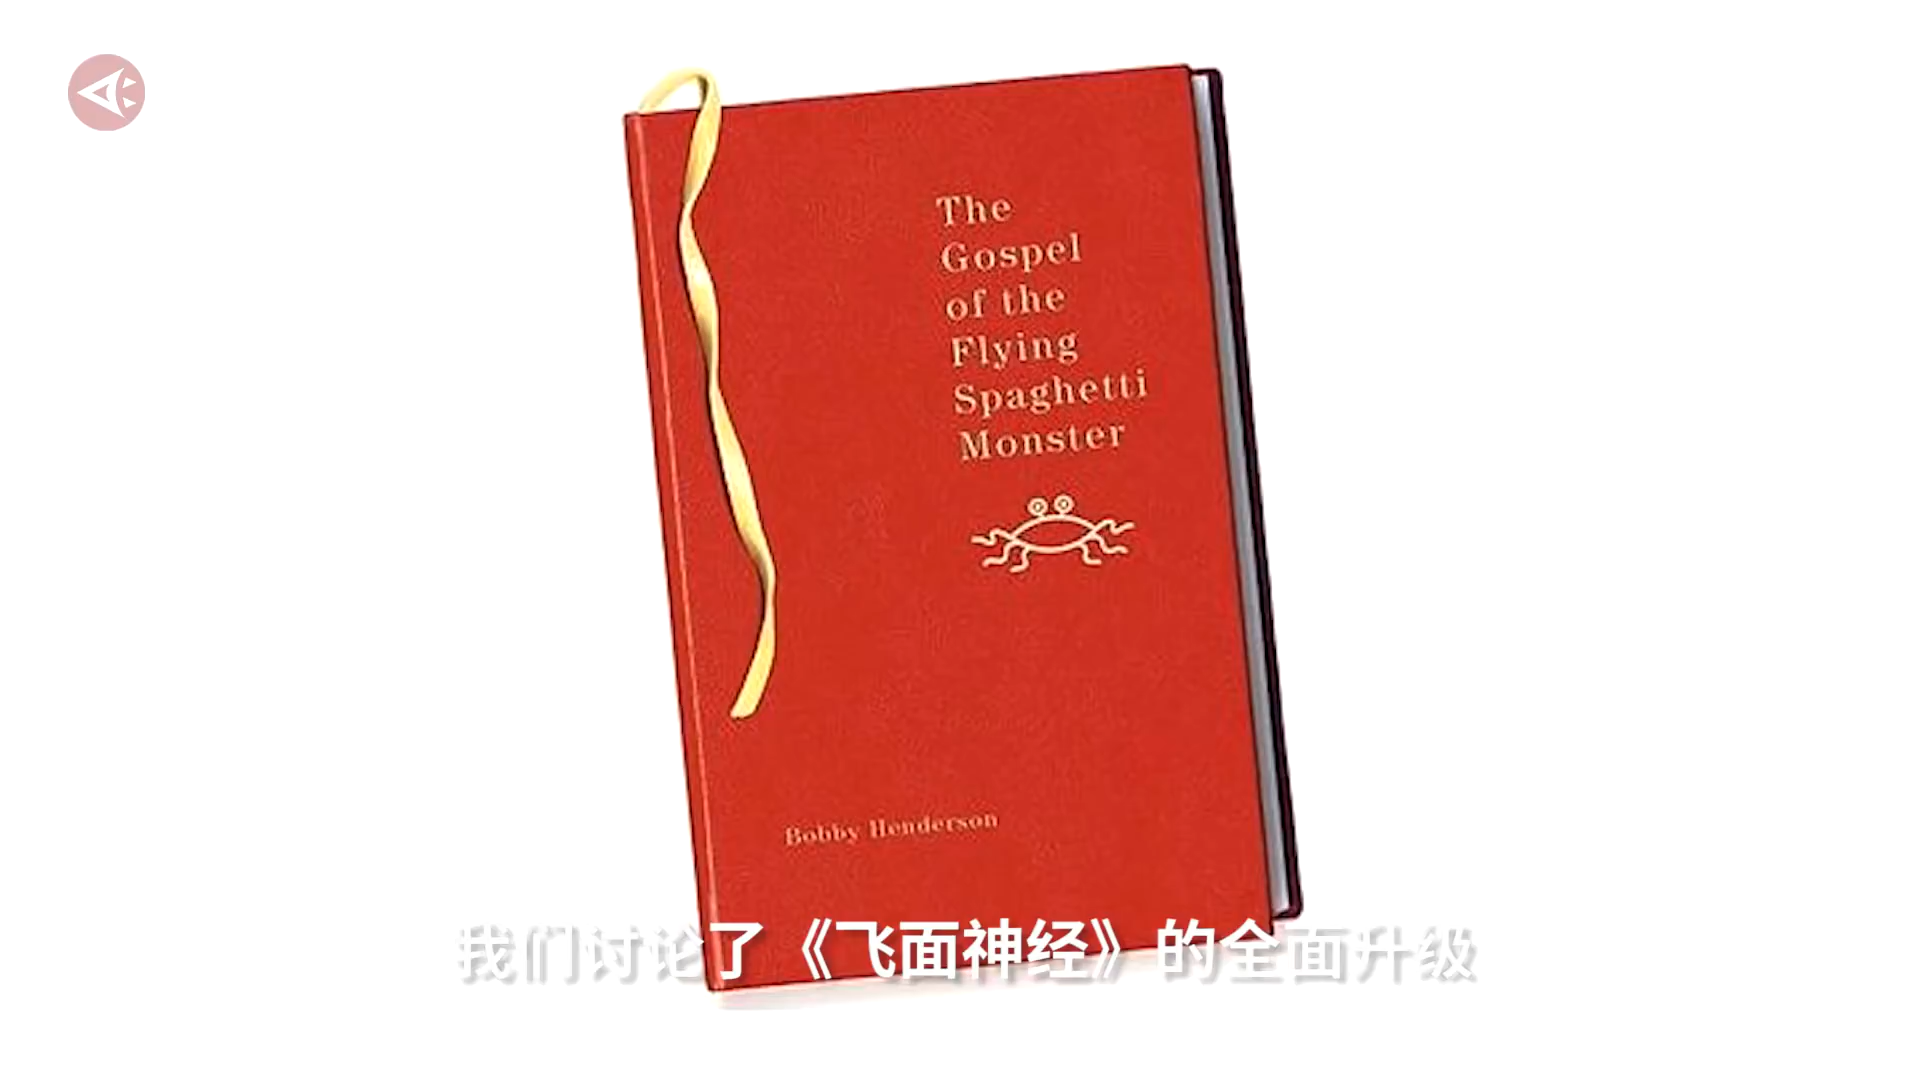 The
Gospel
of the
Flying
Spaghetti
Monster
Bobby Henderson
我们讨论了《飞面神经》的全面升级